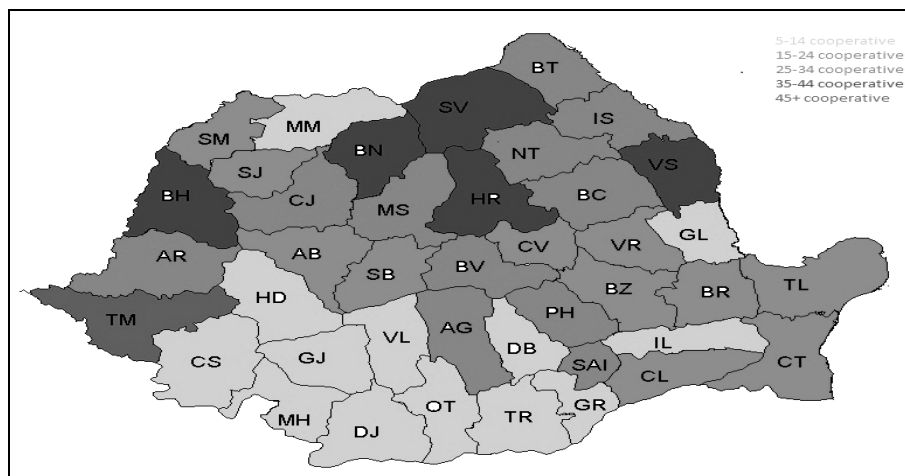 5-14 cooperative
15-24 cooperative
25-34 cooperative
35-44 cooperative
45+ cooperative
BT
SV
IS
SM
MM
BN
NT
VS
SJ
BH
CJ
MS
HR
BC
GL
AR
AB
SB
BV
CV
VR
TM
HD
BZ
BR
TL
VL
AG
PH
DB
IL
CS
GJ
SAI
CL
CT
MH
DJ
OT
TR
GR